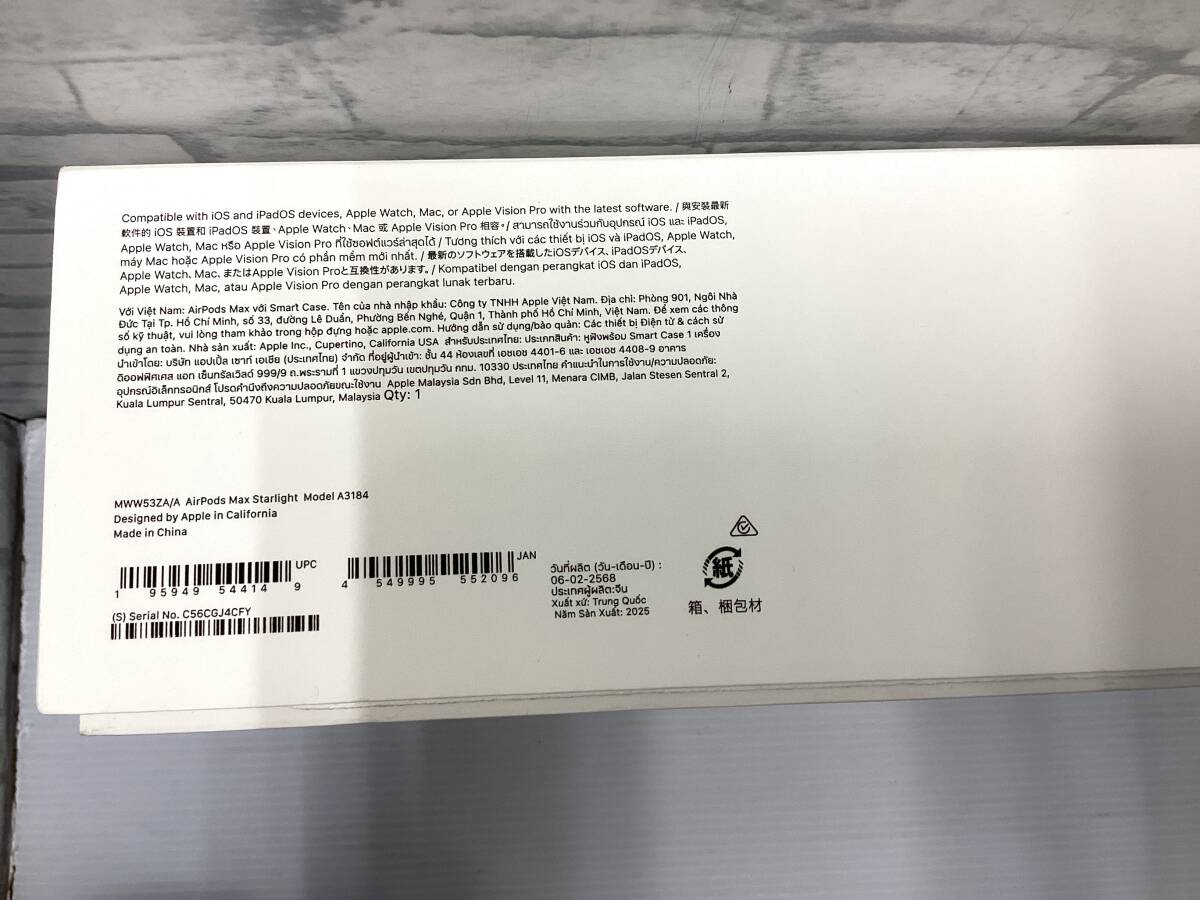 Compatible with iOS and iPadOS devices, Apple Watch, Mac, or Apple Vision Pro with the latest software. / 與安裝最新
軟件的 iOS 裝置和 iPadOS 裝置、Apple Watch、Mac 或 Apple Vision Pro 相容。/ สามารถใช้งานร่วมกับอุปกรณ์ iOS และ iPadOS,
Apple Watch, Mac หรือ Apple Vision Pro ที่ใช้ซอฟต์แวร์ล่าสุดได้ / Tương thích với các thiết bị iOS và iPadOS, Apple Watch,
máy Mac hoặc Apple Vision Pro có phần mềm mới nhất. / 最新のソフトウェアを搭載したiOSデバイス、iPadOSデバイス、
Apple Watch、Mac、またはApple Vision Proと互換性があります。/ Kompatibel dengan perangkat iOS dan iPadOS,
Apple Watch, Mac, atau Apple Vision Pro dengan perangkat lunak terbaru.
Với Việt Nam: AirPods Max với Smart Case. Tên của nhà nhập khẩu: Công ty TNHH Apple Việt Nam. Địa chỉ: Phòng 901, Ngôi Nhà
Đức Tại Tp. Hồ Chí Minh, số 33, đường Lê Duẩn, Phường Bến Nghé, Quận 1, Thành phố Hồ Chí Minh, Việt Nam. Để xem các thông
số kỹ thuật, vui lòng tham khảo trong hộp đựng hoặc apple.com. Hướng dẫn sử dụng/bảo quản: Các thiết bị Điện tử & cách sử
dụng an toàn. Nhà sản xuất: Apple Inc., Cupertino, California USA สำหรับประเทศไทย: ประเภทสินค้า: หูฟังพร้อม Smart Case 1 เครื่อง
นำเข้าโดย: บริษัท แอปเปิ้ล เซาท์ เอเชีย (ประเทศไทย) จำกัด ที่อยู่ผู้นำเข้า: ชั้น 44 ห้องเลขที่ เอชเอช 4401-6 และ เอชเอช 4408-9 อาคาร
ดิออฟฟิศเศส แอท เซ็นทรัลเวิลด์ 999/9 ถ.พระรามที่ 1 แขวงปทุมวัน เขตปทุมวัน กทม. 10330 ประเทศไทย คำแนะนำในการใช้งาน/ความปลอดภัย:
อุปกรณ์อิเล็กทรอนิกส์ โปรดคำนึงถึงความปลอดภัยขณะใช้งาน Apple Malaysia Sdn Bhd, Level 11, Menara CIMB, Jalan Stesen Sentral 2,
Kuala Lumpur Sentral, 50470 Kuala Lumpur, Malaysia Qty: 1
MWW53ZA/A AirPods Max Starlight Model A3184
Designed by Apple in California
Made in China
UPC
1 95949 54414 9
JAN
4 549995 552096
(S) Serial No. C56CGJ4CFY
วันที่ผลิต (วัน-เดือน-ปี) :
06-02-2568
ประเทศผู้ผลิต:จีน
Xuất xứ: Trung Quốc
Năm Sản Xuất: 2025
紙
箱、梱包材